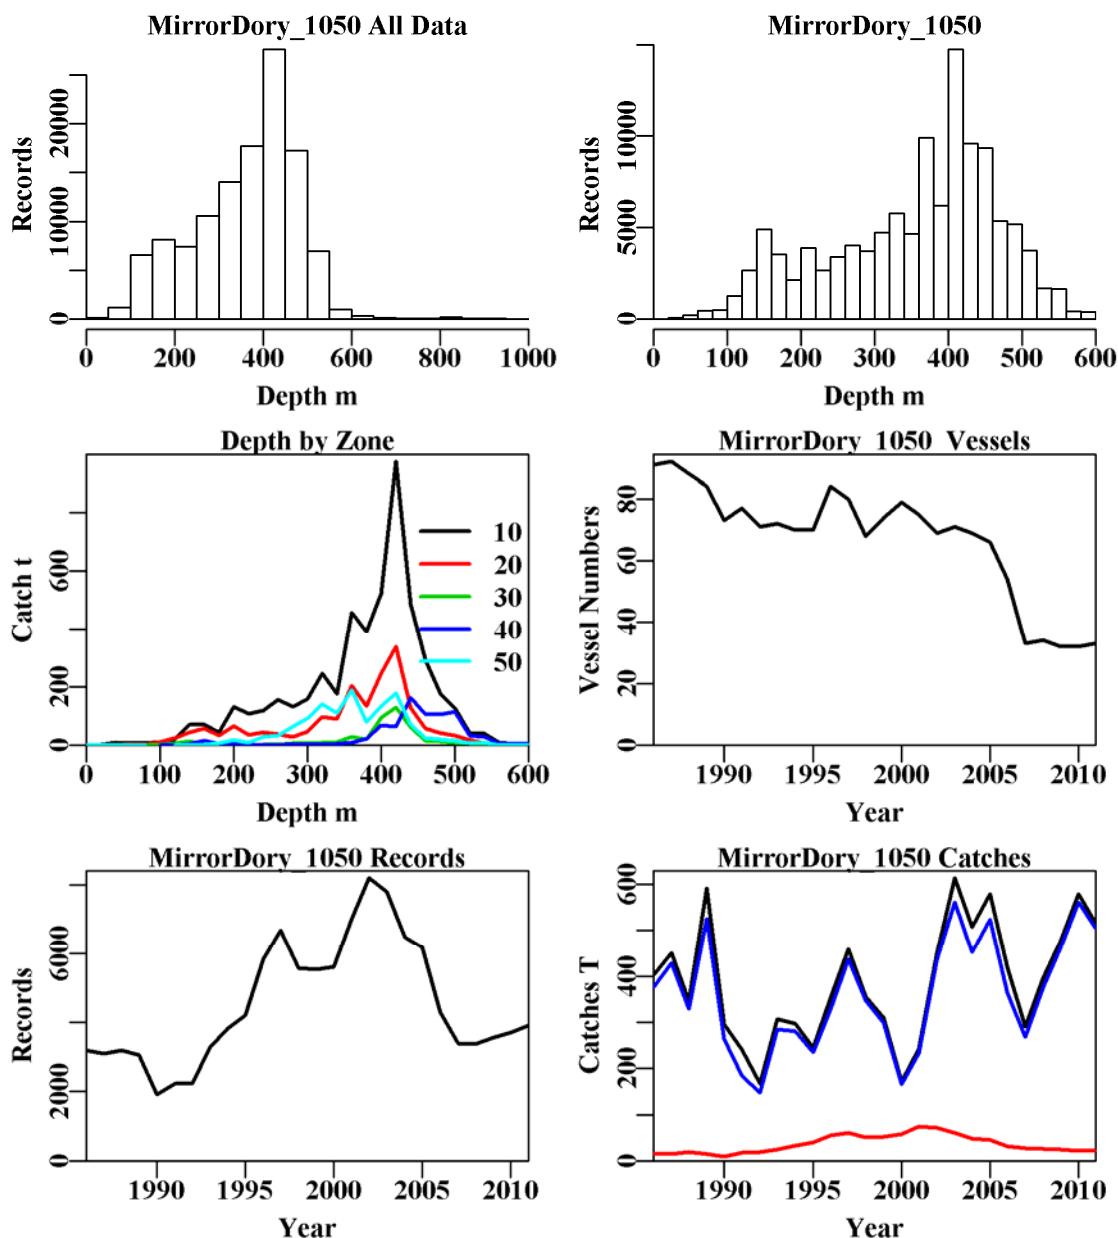 MirrorDory_1050 All Data
Records
0 10000 20000
0 200 400 600 800 1000
Depth m
MirrorDory_1050
Records
0 5000 10000
0 100 200 300 400 500 600
Depth m
Depth by Zone
Catch t
0 200 600
10
20
30
40
50
0 100 200 300 400 500 600
Depth m
MirrorDory_1050 Vessels
Vessel Numbers
0 20 40 60 80
1990 1995 2000 2005 2010
Year
MirrorDory_1050 Records
Records
0 2000 6000
1990 1995 2000 2005 2010
Year
MirrorDory_1050 Catches
Catches T
0 200 400 600
1990 1995 2000 2005 2010
Year